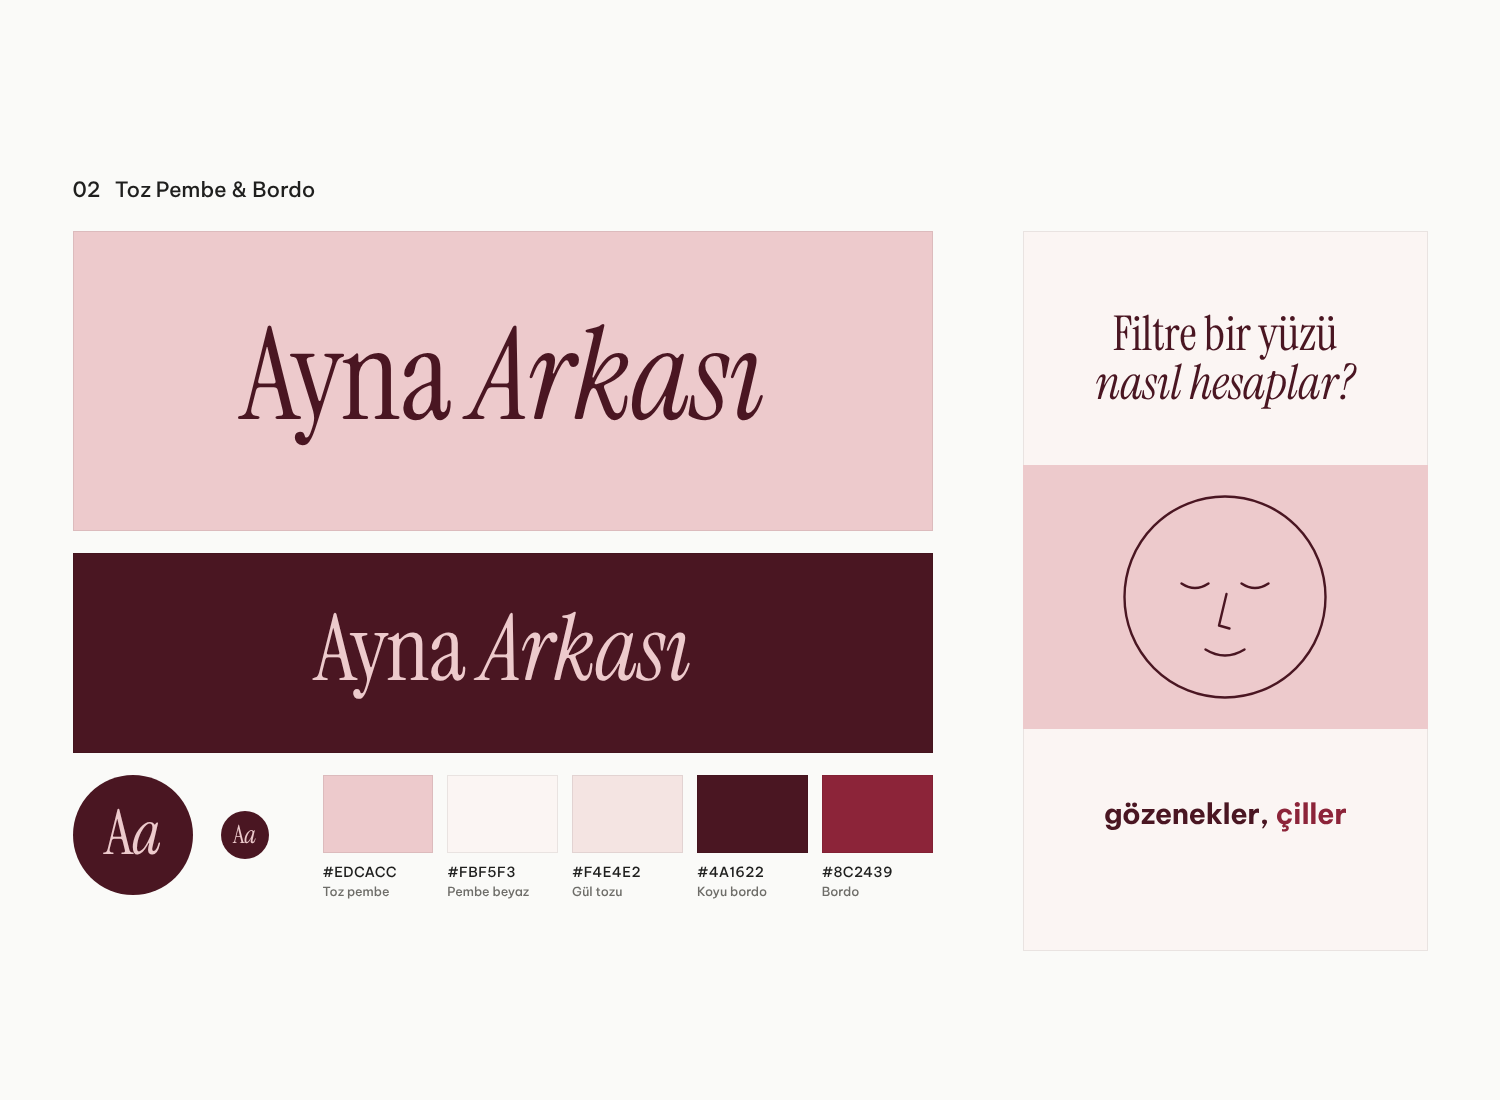 02 Toz Pembe & Bordo
Ayna Arkası
Ayna Arkası
Aa
Aa
#EDCACC
Toz pembe
#FBF5F3
Pembe beyaz
#F4E4E2
Gül tozu
#4A1622
Koyu bordo
#8C2439
Bordo
Filtre bir yüzü
nasıl hesaplar?
gözenekler, çiller